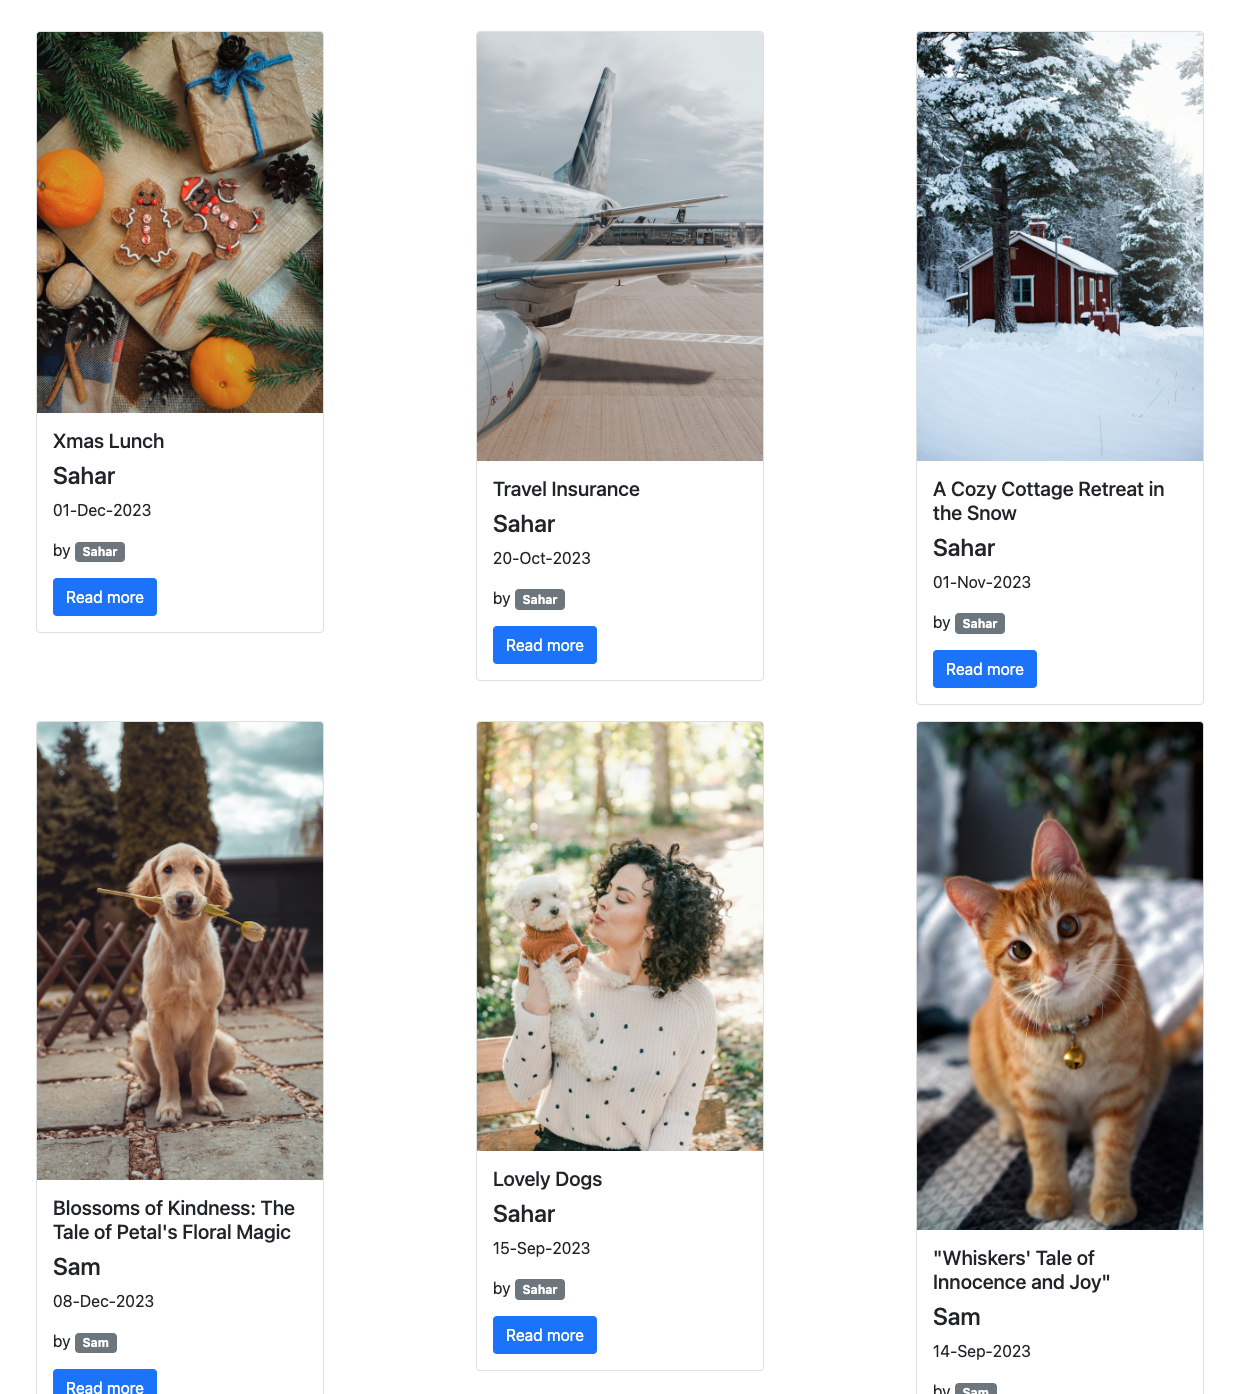 Xmas Lunch
Sahar
01-Dec-2023
by Sahar
Read more
Travel Insurance
Sahar
20-Oct-2023
by Sahar
Read more
A Cozy Cottage Retreat in
the Snow
Sahar
01-Nov-2023
by Sahar
Read more
Blossoms of Kindness: The
Tale of Petal's Floral Magic
Sam
08-Dec-2023
by Sam
Read more
Lovely Dogs
Sahar
15-Sep-2023
by Sahar
Read more
"Whiskers' Tale of
Innocence and Joy"
Sam
14-Sep-2023
by Sam